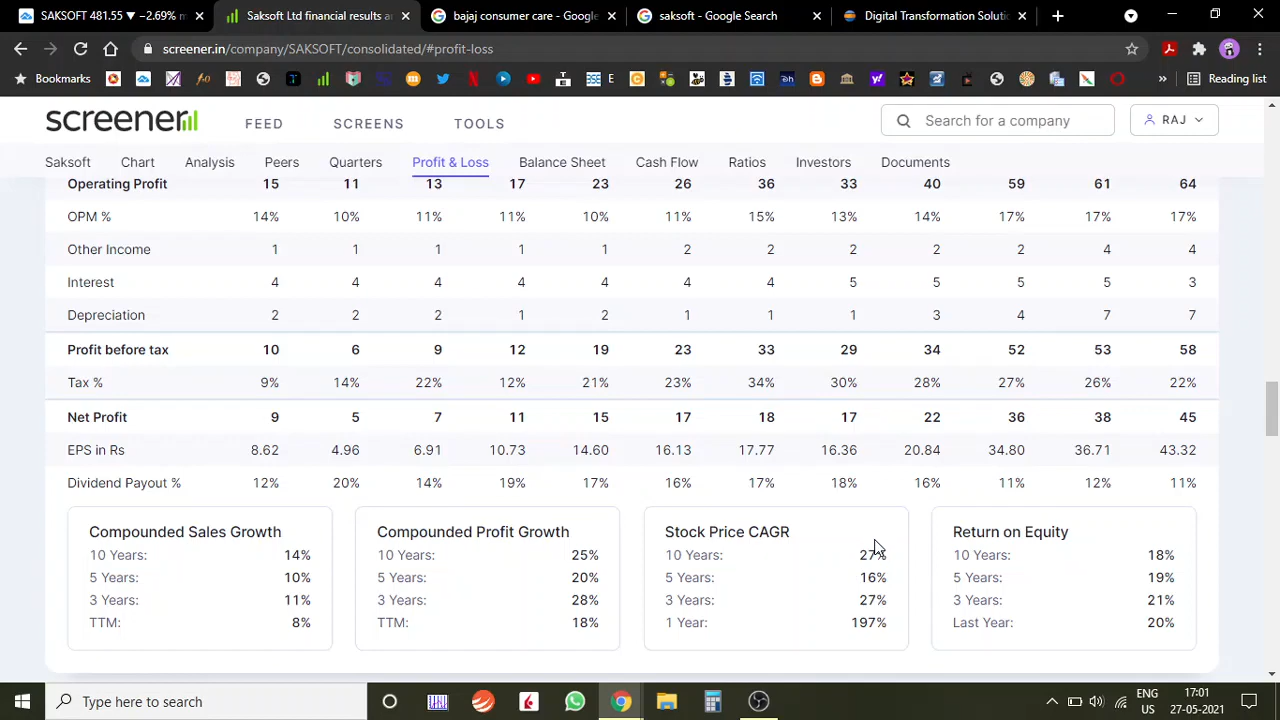 SAKSOFT 481.55 ▼ −2.69% m
Saksoft Ltd financial results a
bajaj consumer care - Google
saksoft - Google Search
Digital Transformation Soluti
screener.in/company/SAKSOFT/consolidated/#profit-loss
Bookmarks
Reading list
screener
FEED SCREENS TOOLS
Search for a company
RAJ
Saksoft Chart Analysis Peers Quarters Profit & Loss Balance Sheet Cash Flow Ratios Investors Documents
Operating Profit 15 11 13 17 23 26 36 33 40 59 61 64
OPM % 14% 10% 11% 11% 10% 11% 15% 13% 14% 17% 17% 17%
Other Income 1 1 1 1 1 2 2 2 2 2 4 4
Interest 4 4 4 4 4 4 4 5 5 5 5 3
Depreciation 2 2 2 1 2 1 1 1 3 4 7 7
Profit before tax 10 6 9 12 19 23 33 29 34 52 53 58
Tax % 9% 14% 22% 12% 21% 23% 34% 30% 28% 27% 26% 22%
Net Profit 9 5 7 11 15 17 18 17 22 36 38 45
EPS in Rs 8.62 4.96 6.91 10.73 14.60 16.13 17.77 16.36 20.84 34.80 36.71 43.32
Dividend Payout % 12% 20% 14% 19% 17% 16% 17% 18% 16% 11% 12% 11%
Compounded Sales Growth
10 Years: 14%
5 Years: 10%
3 Years: 11%
TTM: 8%
Compounded Profit Growth
10 Years: 25%
5 Years: 20%
3 Years: 28%
TTM: 18%
Stock Price CAGR
10 Years: 27%
5 Years: 16%
3 Years: 27%
1 Year: 197%
Return on Equity
10 Years: 18%
5 Years: 19%
3 Years: 21%
Last Year: 20%
Type here to search
ENG
US
17:01
27-05-2021